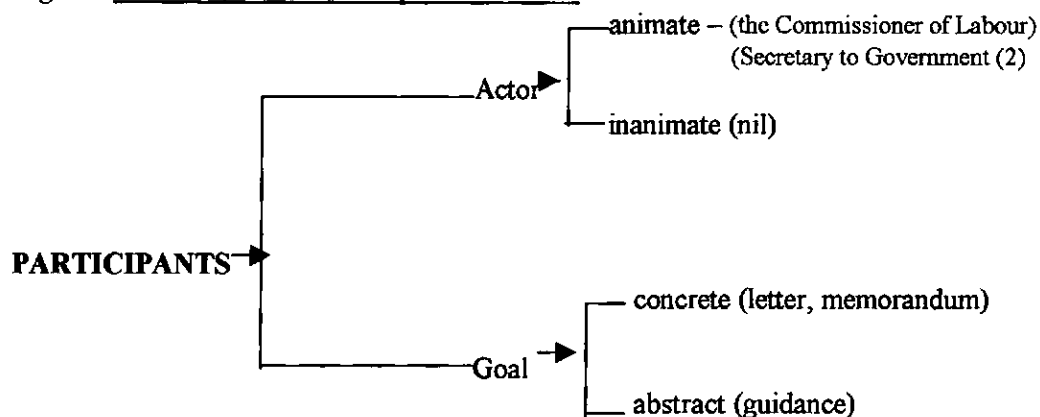 animate – (the Commissioner of Labour)
(Secretary to Government (2)
Actor
inanimate (nil)
PARTICIPANTS
concrete (letter, memorandum)
Goal
abstract (guidance)